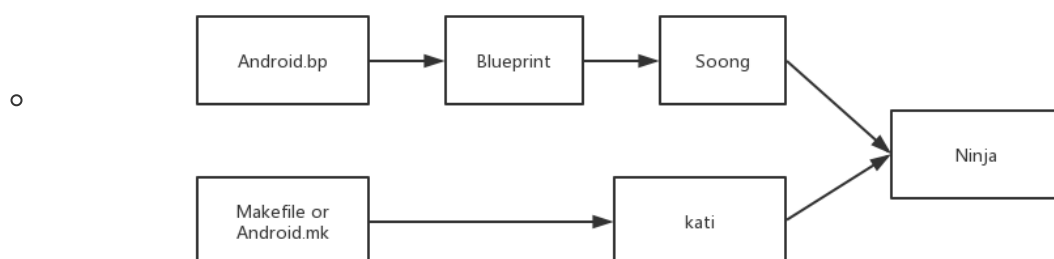 Android.bp
Blueprint
Soong
Ninja
Makefile or
Android.mk
kati